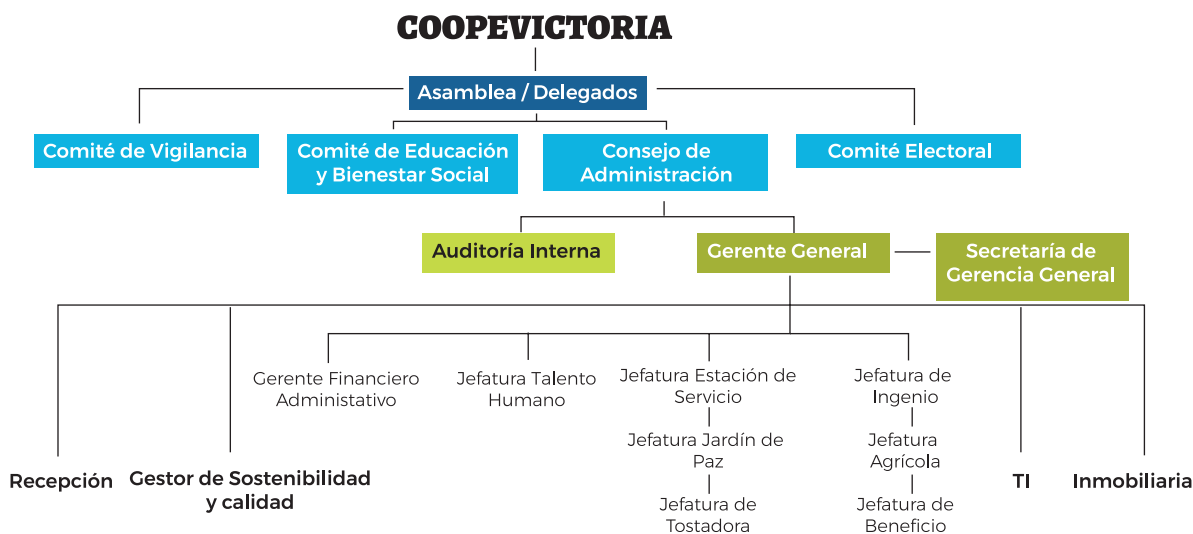 COOPEVICTORIA
Asamblea / Delegados
Comité de Vigilancia
Comité de Educación
y Bienestar Social
Consejo de
Administración
Comité Electoral
Auditoría Interna
Gerente General
Secretaría de
Gerencia General
Gerente Financiero
Administativo
Jefatura Talento
Humano
Jefatura Estación de
Servicio
Jefatura de
Ingenio
Jefatura Jardín de
Paz
Jefatura
Agrícola
Jefatura de
Tostadora
Jefatura de
Beneficio
Recepción
Gestor de Sostenibilidad
y calidad
TI
Inmobiliaria